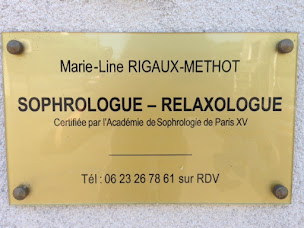 Marie-Line RIGAUX-METHOT
SOPHROLOGUE – RELAXOLOGUE
Certifiée par l'Académie de Sophrologie de Paris XV
Tél : 06 23 26 78 61 sur RDV